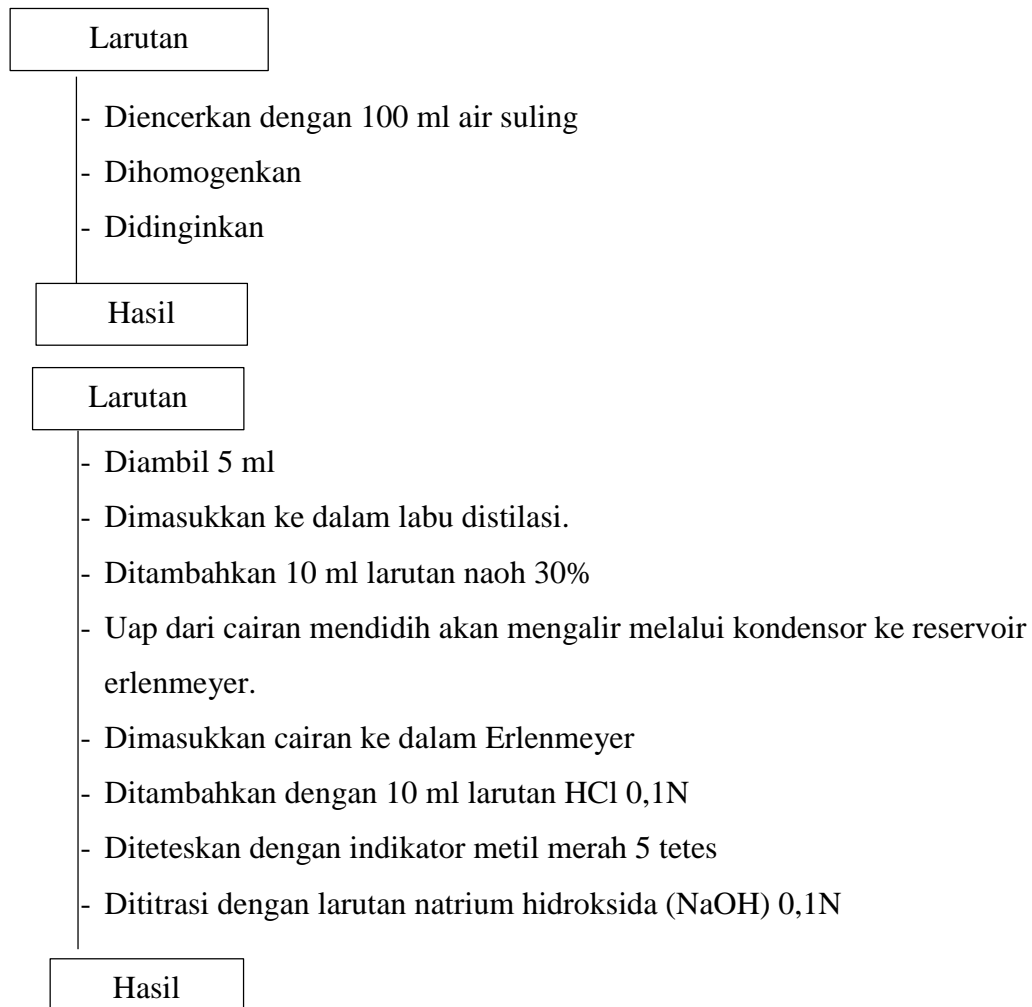 Larutan
- Diencerkan dengan 100 ml air suling
- Dihomogenkan
- Didinginkan
Hasil
Larutan
- Diambil 5 ml
- Dimasukkan ke dalam labu distilasi.
- Ditambahkan 10 ml larutan naoh 30%
- Uap dari cairan mendidih akan mengalir melalui kondensor ke reservoir
erlenmeyer.
- Dimasukkan cairan ke dalam Erlenmeyer
- Ditambahkan dengan 10 ml larutan HCl 0,1N
- Diteteskan dengan indikator metil merah 5 tetes
- Dititrasi dengan larutan natrium hidroksida (NaOH) 0,1N
Hasil